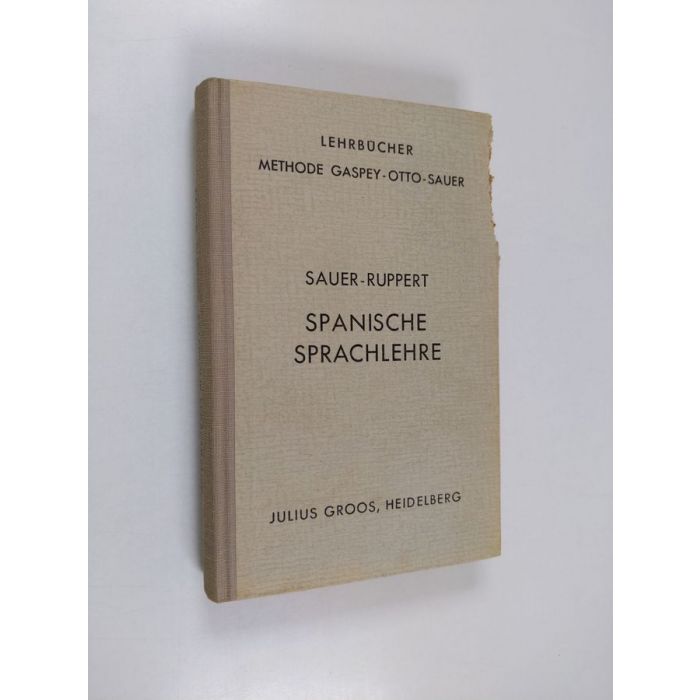 LEHRBÜCHER
METHODE GASPEY-OTTO-SAUER
SAUER-RUPPERT
SPANISCHE
SPRACHLEHRE
JULIUS GROOS, HEIDELBERG